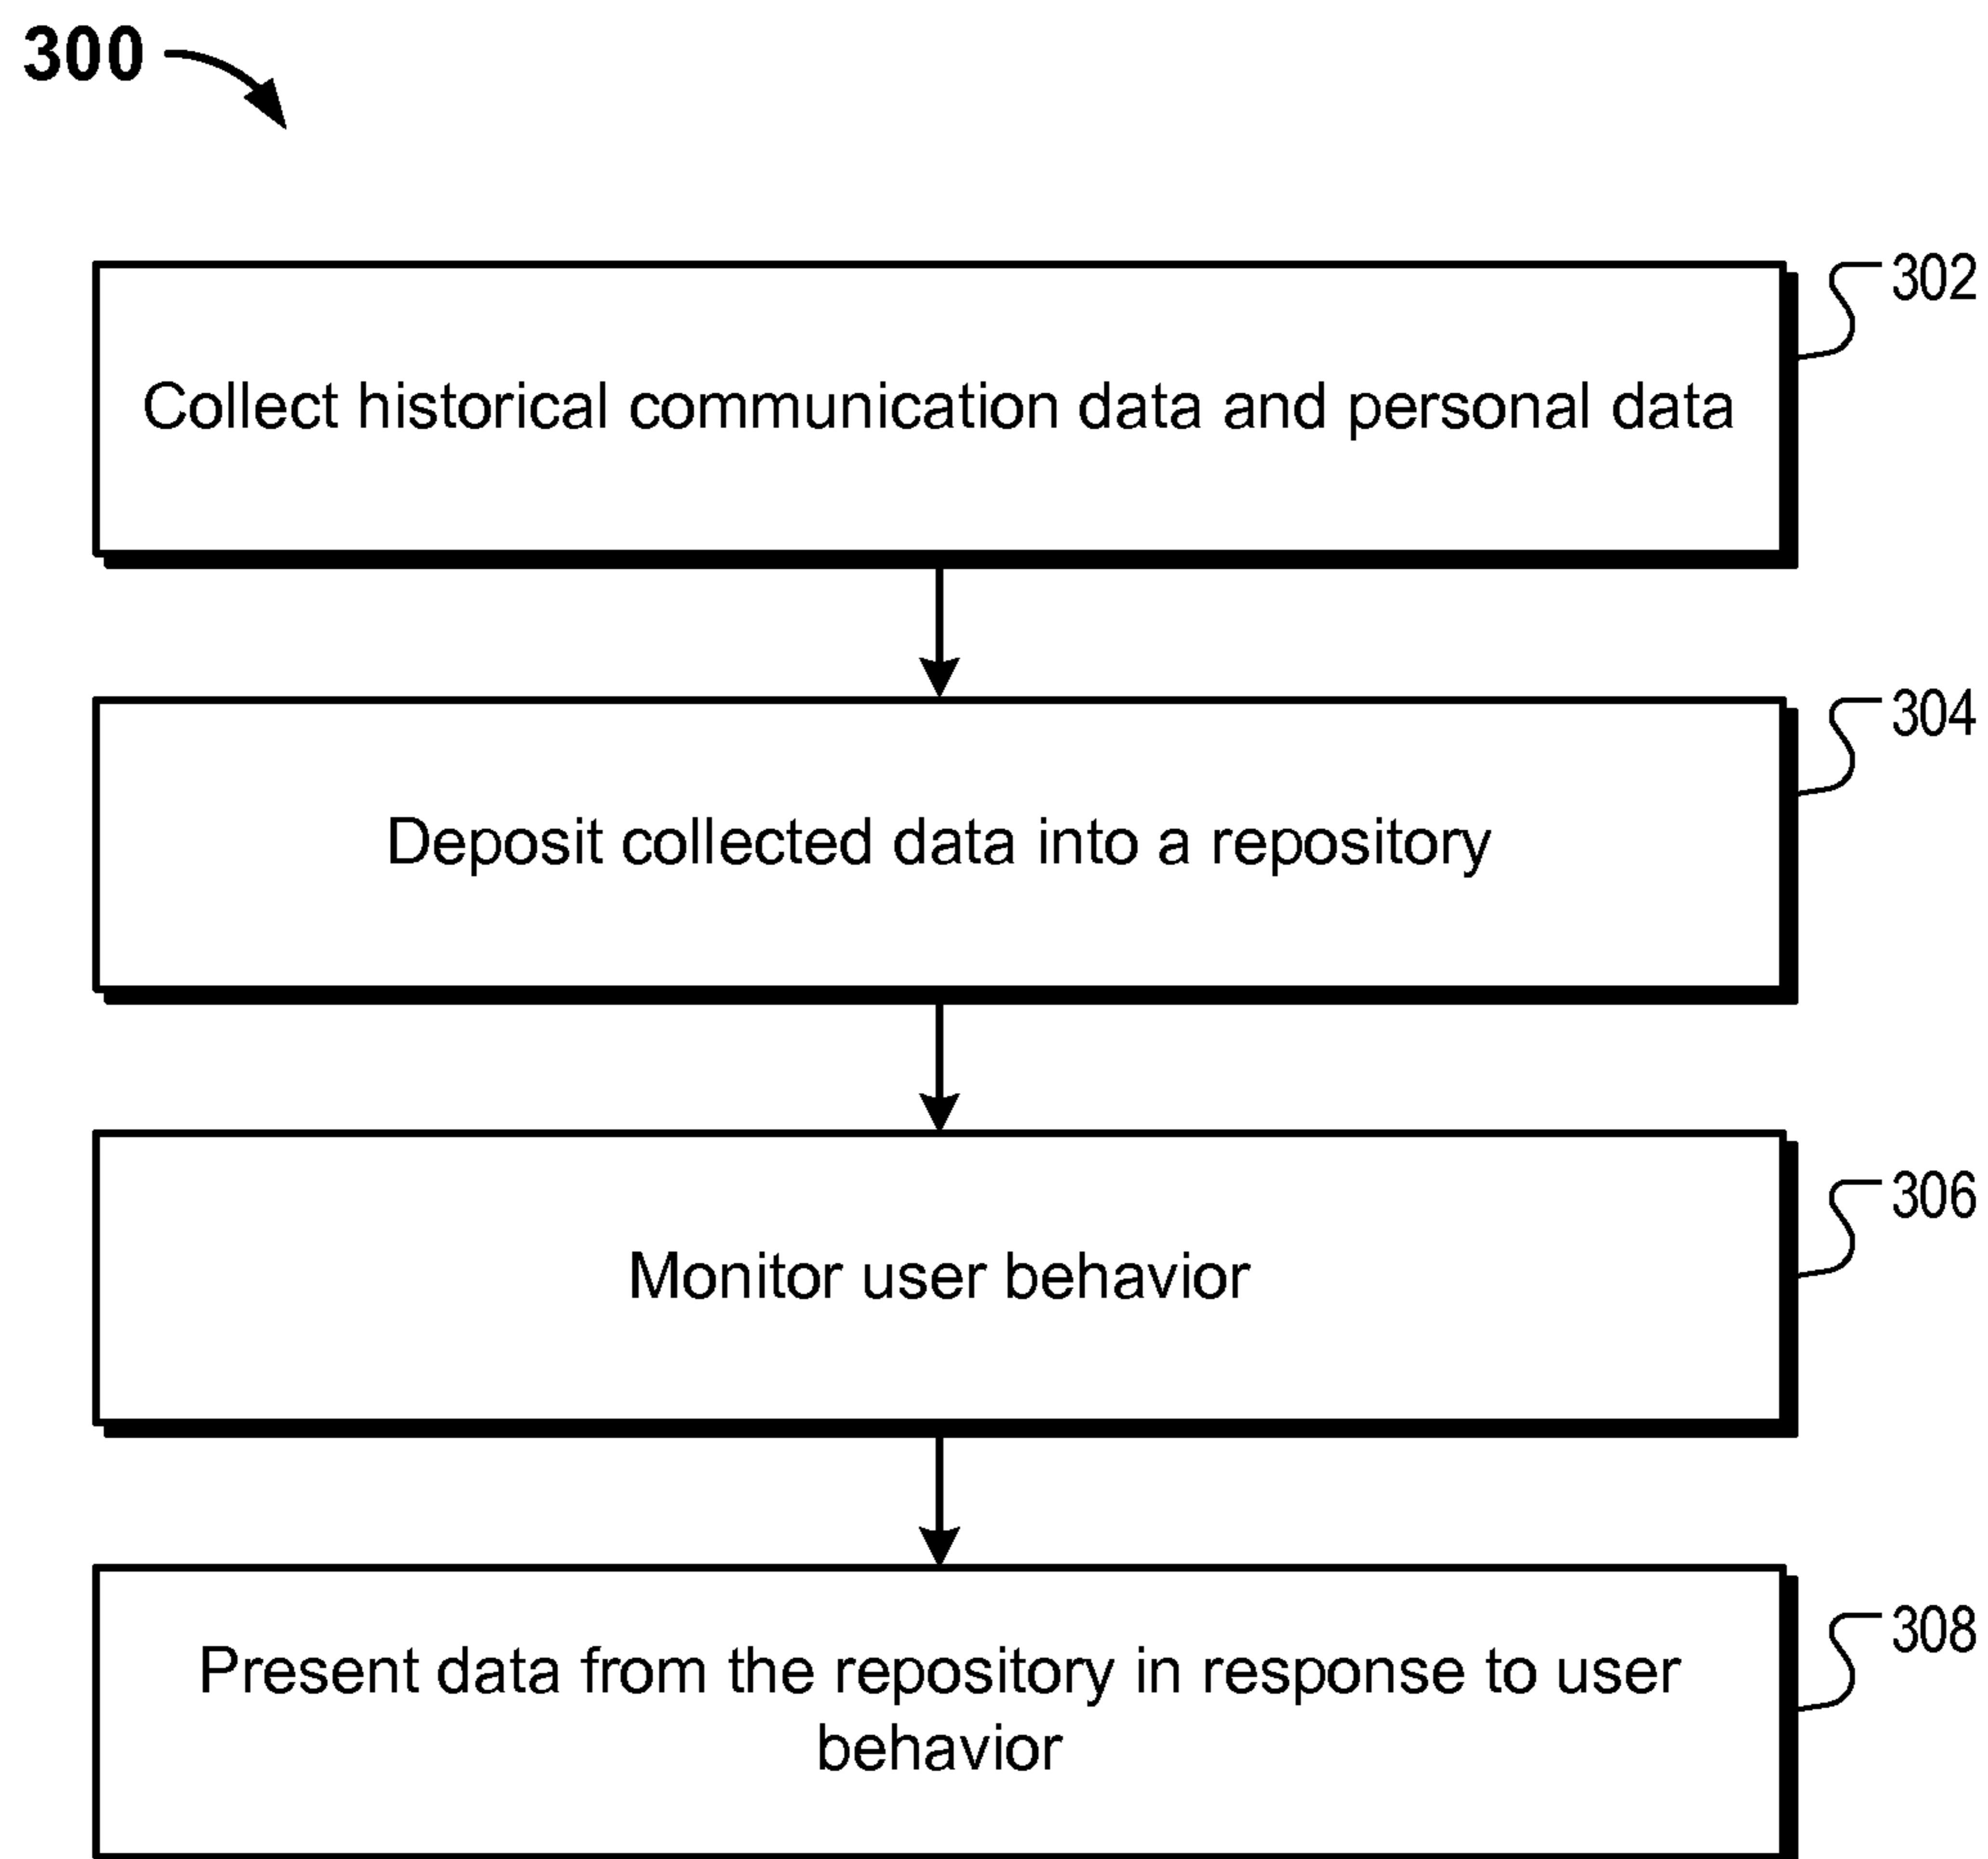 300
302
Collect historical communication data and personal data
304
Deposit collected data into a repository
306
Monitor user behavior
308
Present data from the repository in response to user
behavior